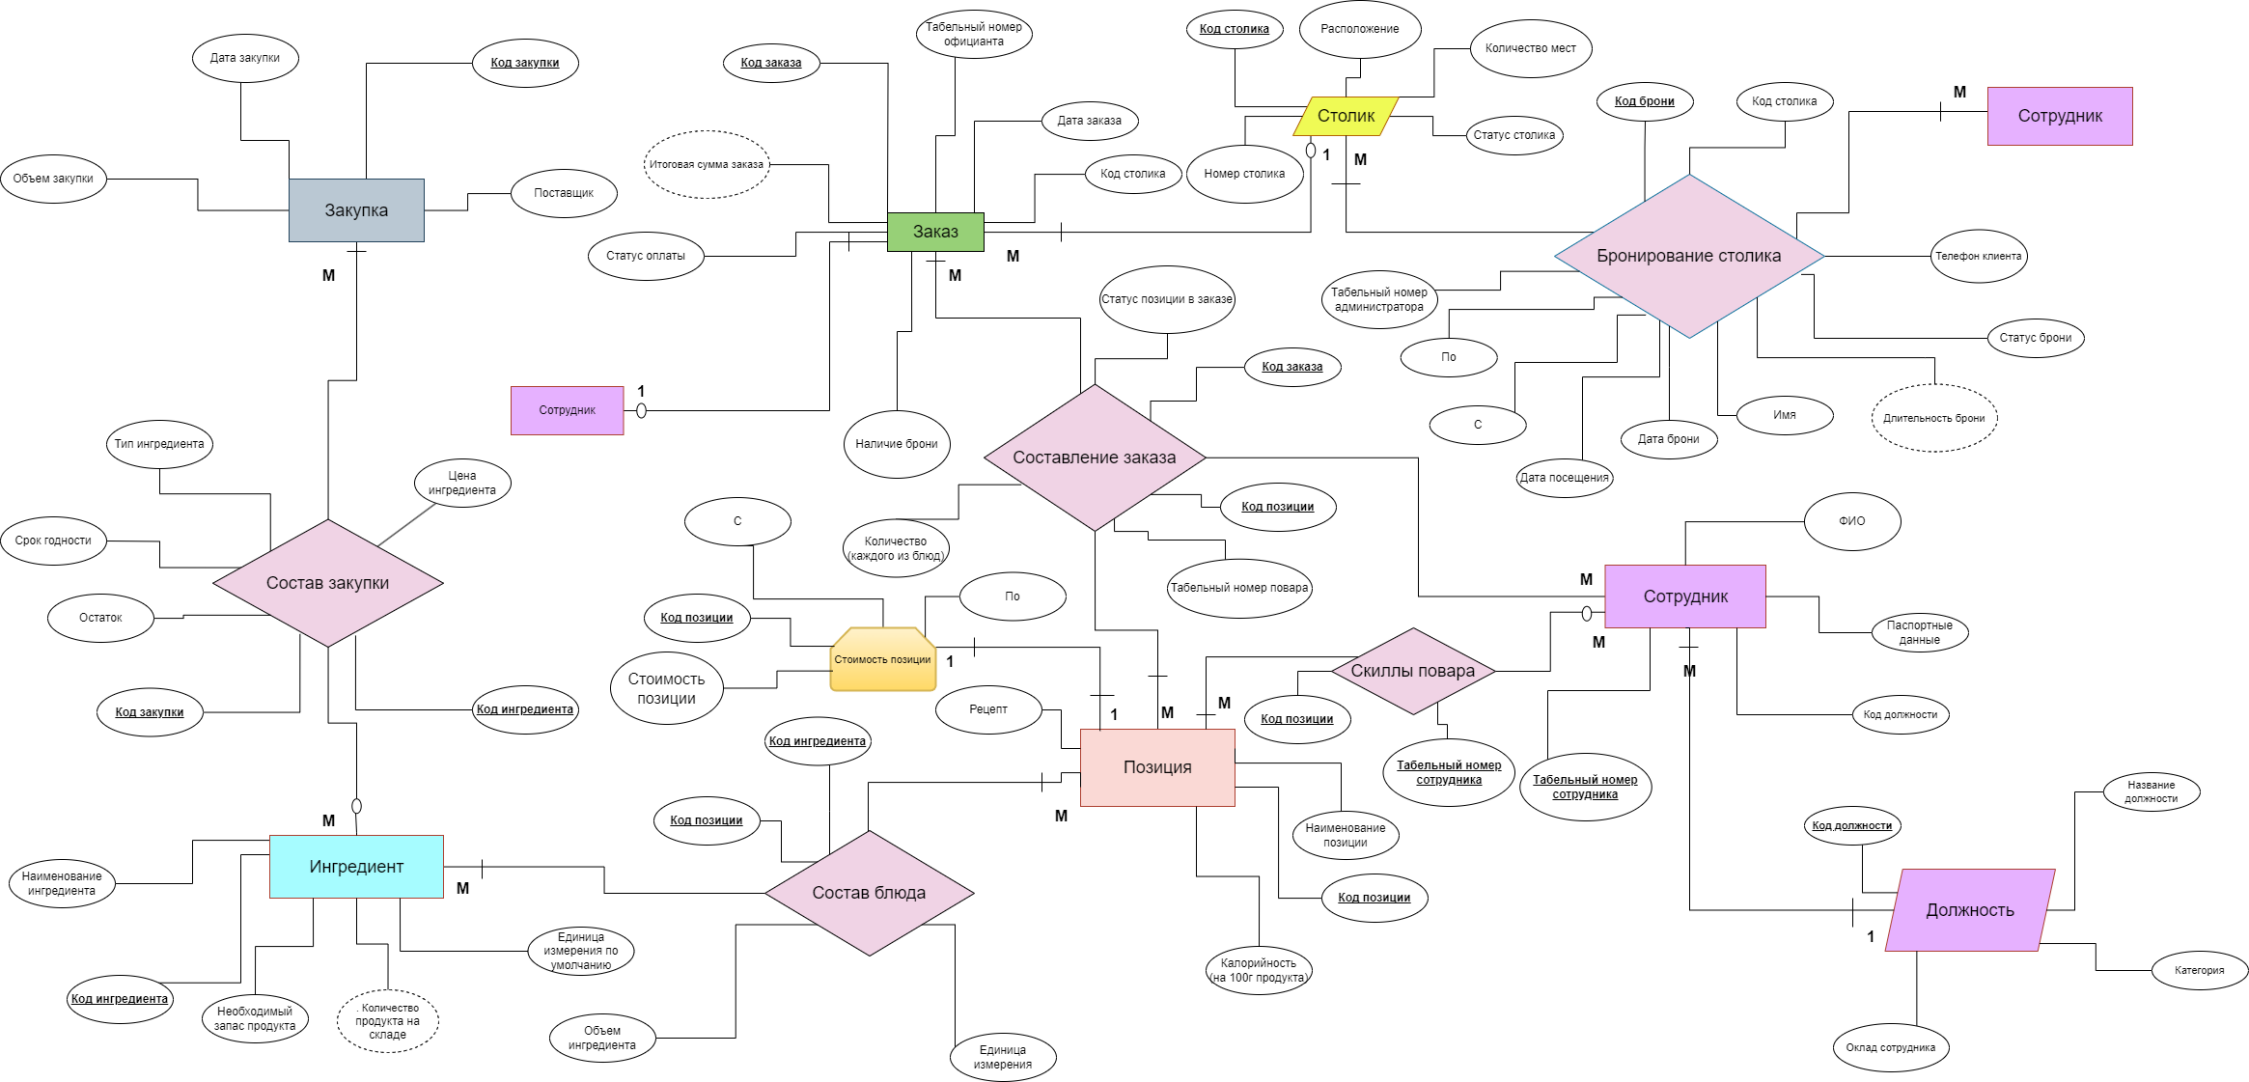 Дата закупки
Код закупки
Объем закупки
Поставщик
Закупка
M
Табельный номер
официанта
Код заказа
Дата заказа
Итоговая сумма заказа
Код столика
Статус оплаты
Заказ
M
M
Код столика
Расположение
Количество мест
Столик
Статус столика
Номер столика
1
M
Код брони
Код столика
M
Сотрудник
Бронирование столика
Телефон клиента
Табельный номер
администратора
По
Статус брони
С
Имя
Длительность брони
Дата брони
Дата посещения
Сотрудник
1
Наличие брони
Статус позиции в заказе
Код заказа
Составление заказа
Код позиции
Количество
(каждого из блюд)
Табельный номер повара
Тип ингредиента
Цена
ингредиента
Срок годности
Состав закупки
Остаток
Код закупки
Код ингредиента
С
По
Код позиции
Стоимость позиции
1
Стоимость
позиции
ФИО
M
Сотрудник
M
M
Паспортные
данные
Скиллы повара
Код должности
Код позиции
Табельный номер
сотрудника
Табельный номер
сотрудника
Рецепт
1
M
M
Позиция
M
Наименование
позиции
Код позиции
Калорийность
(на 100г продукта)
Код ингредиента
Код позиции
Состав блюда
Объем
ингредиента
Единица
измерения
M
Ингредиент
M
Наименование
ингредиента
Код ингредиента
Необходимый
запас продукта
. Количество
продукта на
складе
Единица
измерения по
умолчанию
Название
должности
Код должности
Должность
1
Категория
Оклад сотрудника